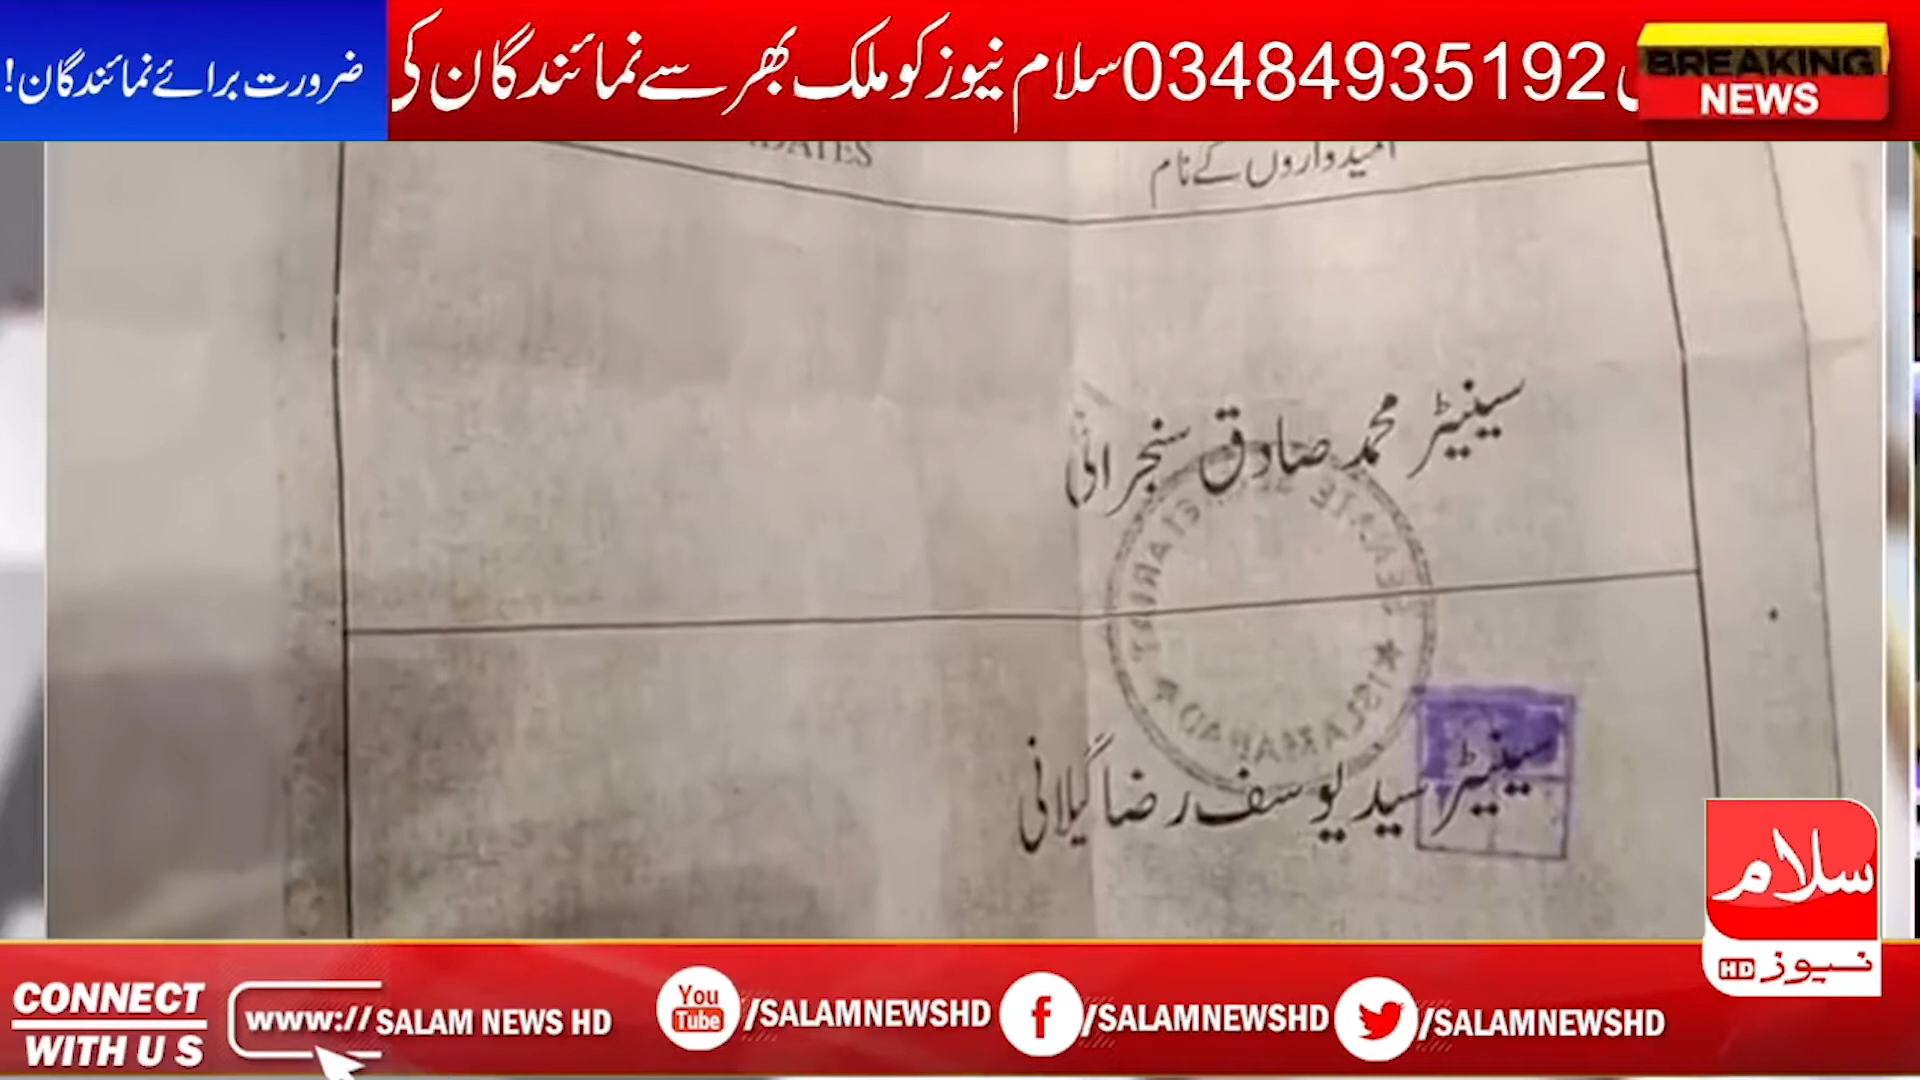 ضرورت برائے نمائندگان!
03484935192 سلام نیوز کو ملک بھر سے نمائندگان کی
BREAKING
NEWS
امیدواروں کے نام
سینیٹر محمد صادق سنجرانی
SENATE
★ ISLAMABAD ★
سینیٹر سید یوسف رضا گیلانی
سلام
نیوز HD
CONNECT
WITH US
www:// SALAM NEWS HD
You
Tube
/SALAMNEWSHD
/SALAMNEWSHD
/SALAMNEWSHD